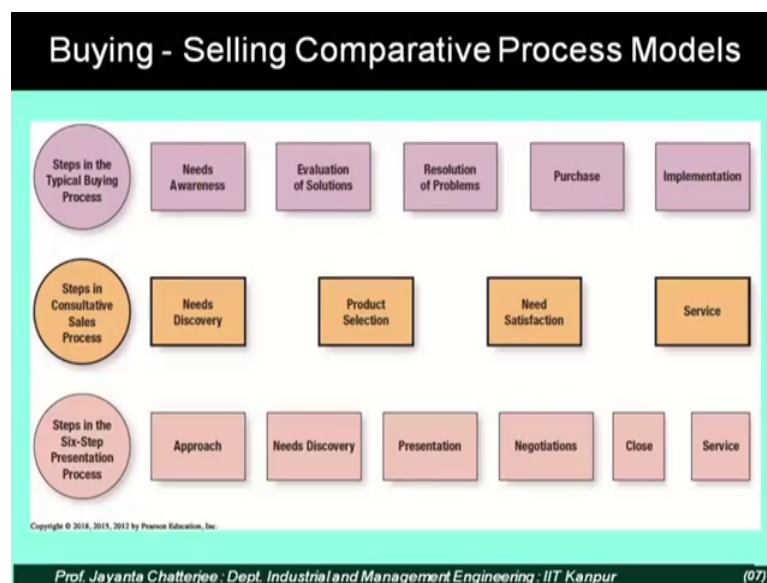 Buying - Selling Comparative Process Models
Steps in the
Typical Buying
Process
Needs
Awareness
Evaluation
of Solutions
Resolution
of Problems
Purchase
Implementation
Steps in
Consultative
Sales
Process
Needs
Discovery
Product
Selection
Need
Satisfaction
Service
Steps in the
Six-Step
Presentation
Process
Approach
Needs Discovery
Presentation
Negotiations
Close
Service
Copyright © 2018, 2015, 2012 by Pearson Education, Inc.
Prof. Jayanta Chatterjee : Dept. Industrial and Management Engineering : IIT Kanpur (07)